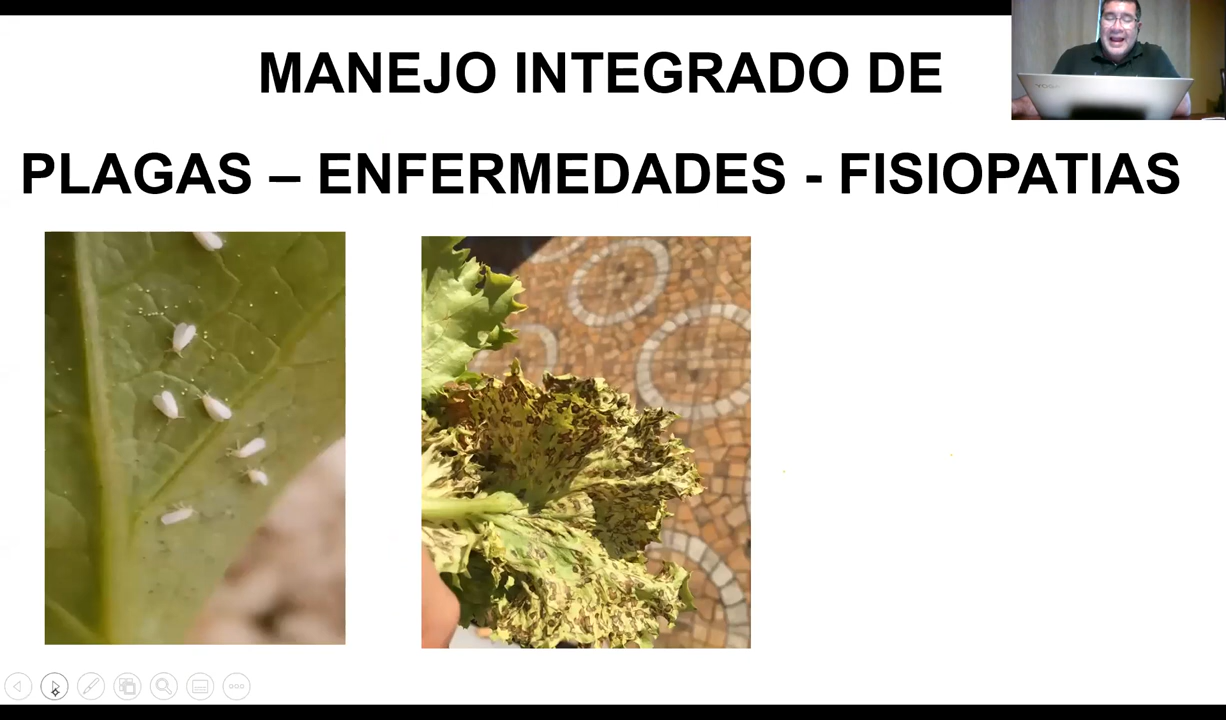 MANEJO INTEGRADO DE
PLAGAS – ENFERMEDADES - FISIOPATIAS